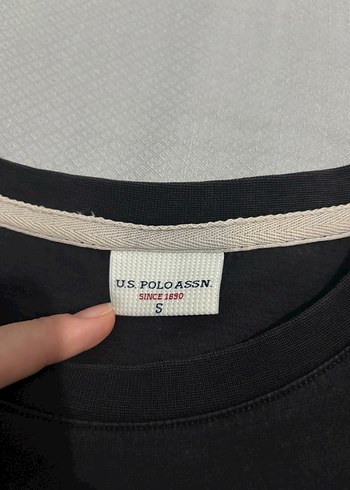 U.S. POLO ASSN.
SINCE 1890
S